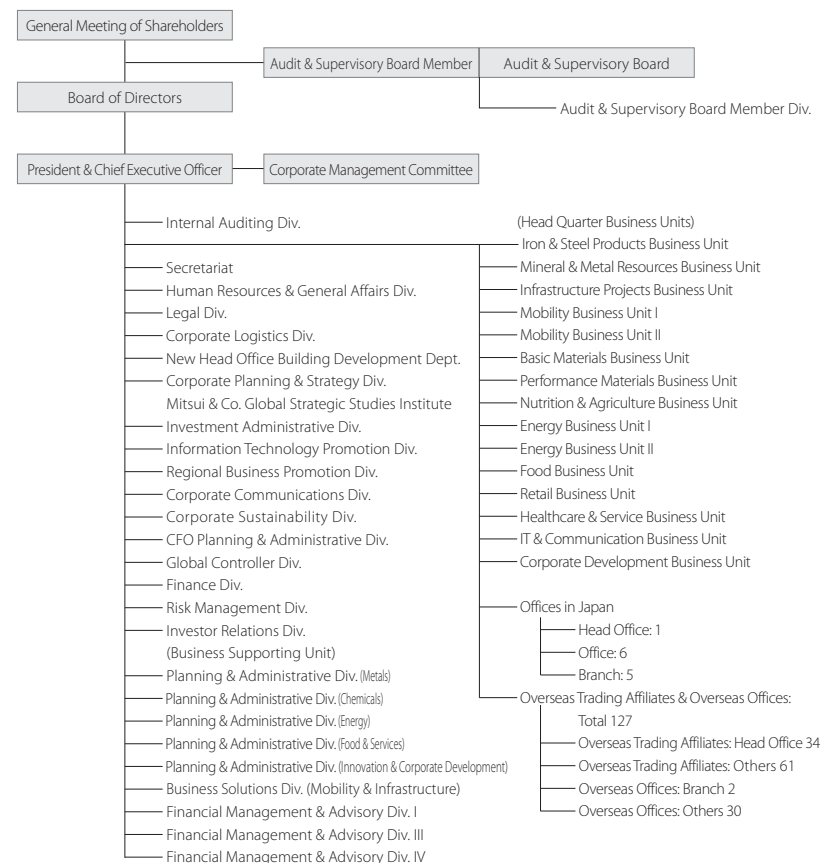 General Meeting of Shareholders
Audit & Supervisory Board Member
Audit & Supervisory Board
Board of Directors
Audit & Supervisory Board Member Div.
President & Chief Executive Officer
Corporate Management Committee
Internal Auditing Div.
Secretariat
Human Resources & General Affairs Div.
Legal Div.
Corporate Logistics Div.
New Head Office Building Development Dept.
Corporate Planning & Strategy Div.
Mitsui & Co. Global Strategic Studies Institute
Investment Administrative Div.
Information Technology Promotion Div.
Regional Business Promotion Div.
Corporate Communications Div.
Corporate Sustainability Div.
CFO Planning & Administrative Div.
Global Controller Div.
Finance Div.
Risk Management Div.
Investor Relations Div.
(Business Supporting Unit)
Planning & Administrative Div. (Metals)
Planning & Administrative Div. (Chemicals)
Planning & Administrative Div. (Energy)
Planning & Administrative Div. (Food & Services)
Planning & Administrative Div. (Innovation & Corporate Development)
Business Solutions Div. (Mobility & Infrastructure)
Financial Management & Advisory Div. I
Financial Management & Advisory Div. III
Financial Management & Advisory Div. IV
(Head Quarter Business Units)
Iron & Steel Products Business Unit
Mineral & Metal Resources Business Unit
Infrastructure Projects Business Unit
Mobility Business Unit I
Mobility Business Unit II
Basic Materials Business Unit
Performance Materials Business Unit
Nutrition & Agriculture Business Unit
Energy Business Unit I
Energy Business Unit II
Food Business Unit
Retail Business Unit
Healthcare & Service Business Unit
IT & Communication Business Unit
Corporate Development Business Unit
Offices in Japan
Head Office: 1
Office: 6
Branch: 5
Overseas Trading Affiliates & Overseas Offices:
Total 127
Overseas Trading Affiliates: Head Office 34
Overseas Trading Affiliates: Others 61
Overseas Offices: Branch 2
Overseas Offices: Others 30